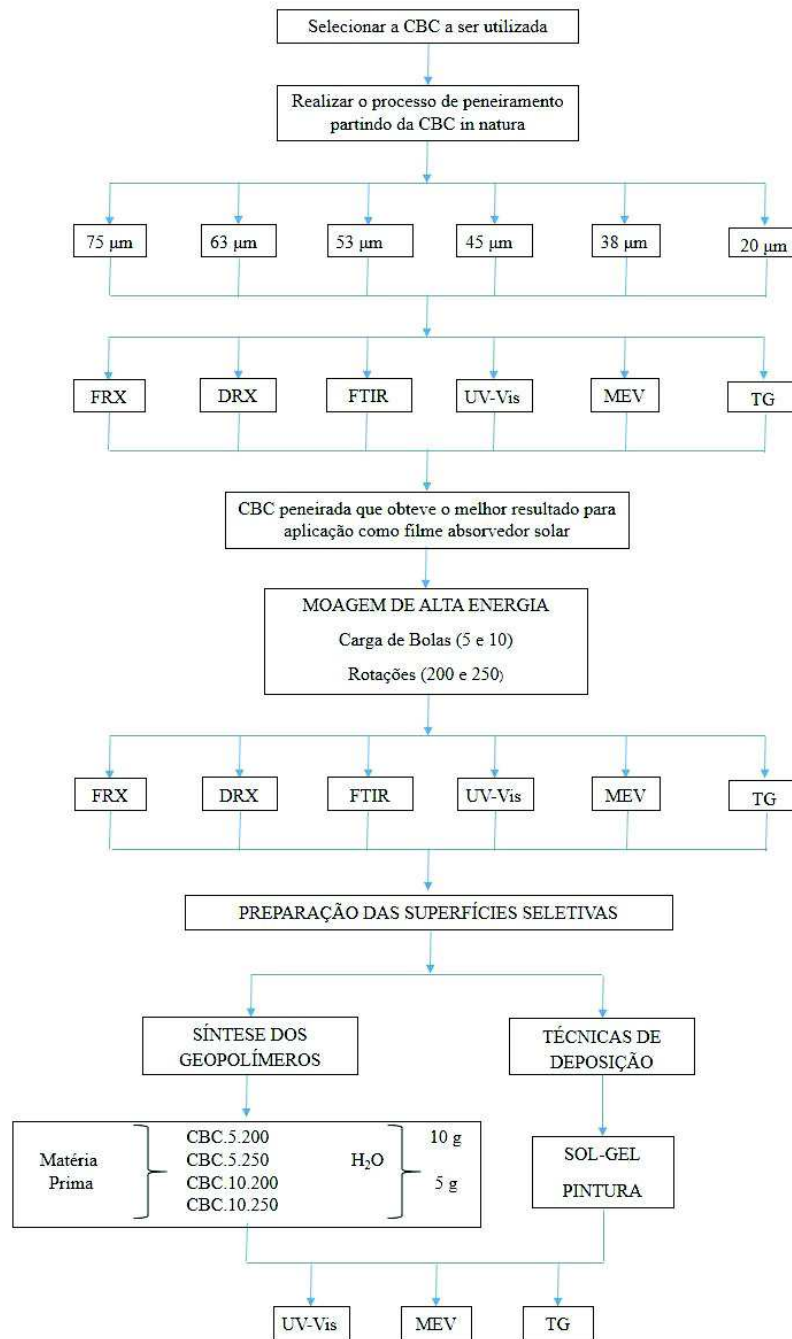 Selecionar a CBC a ser utilizada
Realizar o processo de peneiramento
partindo da CBC in natura
75 μm
63 μm
53 μm
45 μm
38 μm
20 μm
FRX
DRX
FTIR
UV-Vis
MEV
TG
CBC peneirada que obteve o melhor resultado para
aplicação como filme absorvedor solar
MOAGEM DE ALTA ENERGIA
Carga de Bolas (5 e 10)
Rotações (200 e 250)
FRX
DRX
FTIR
UV-Vis
MEV
TG
PREPARAÇÃO DAS SUPERFÍCIES SELETIVAS
SÍNTESE DOS
GEOPOLÍMEROS
TÉCNICAS DE
DEPOSIÇÃO
Matéria
Prima
CBC.5.200
CBC.5.250
CBC.10.200
CBC.10.250
H₂O
10 g
5 g
SOL-GEL
PINTURA
UV-Vis
MEV
TG